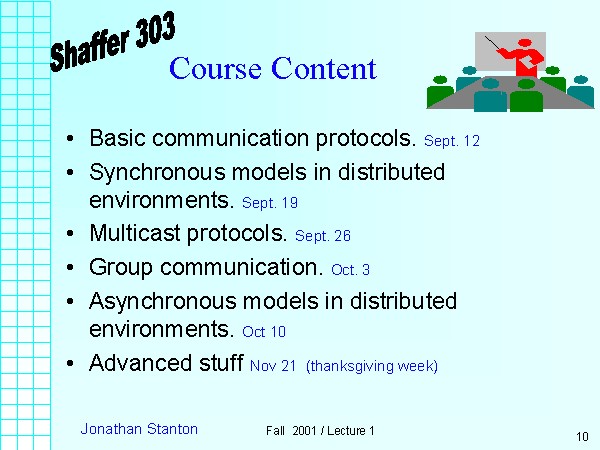 Shaffer 303
Course Content
• Basic communication protocols. Sept. 12
• Synchronous models in distributed
environments. Sept. 19
• Multicast protocols. Sept. 26
• Group communication. Oct. 3
• Asynchronous models in distributed
environments. Oct 10
• Advanced stuff Nov 21 (thanksgiving week)
Jonathan Stanton
Fall 2001 / Lecture 1
10